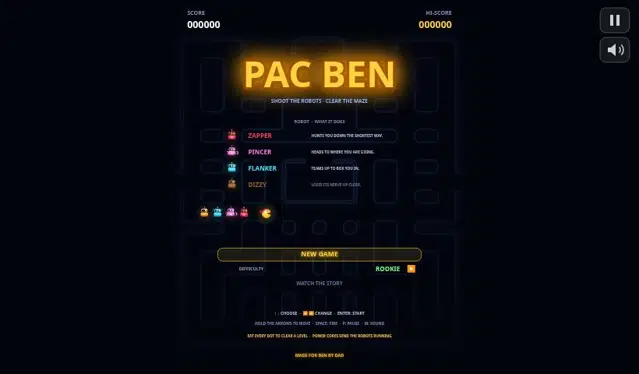 SCORE
HI-SCORE
000000
000000
PAC BEN
SHOOT THE ROBOTS · CLEAR THE MAZE
ROBOT · WHAT IT DOES
ZAPPER HUNTS YOU DOWN THE SHORTEST WAY.
PINCER HEADS TO WHERE YOU ARE GOING.
FLANKER TEAMS UP TO BOX YOU IN.
DIZZY LOSES ITS NERVE UP CLOSE.
NEW GAME
DIFFICULTY ROOKIE
WATCH THE STORY
CHOOSE · CHANGE · ENTER: START
HOLD THE ARROWS TO MOVE · SPACE: FIRE · P: PAUSE · M: SOUND
EAT EVERY DOT TO CLEAR A LEVEL · POWER CORES SEND THE ROBOTS RUNNING
MADE FOR BEN BY DAD